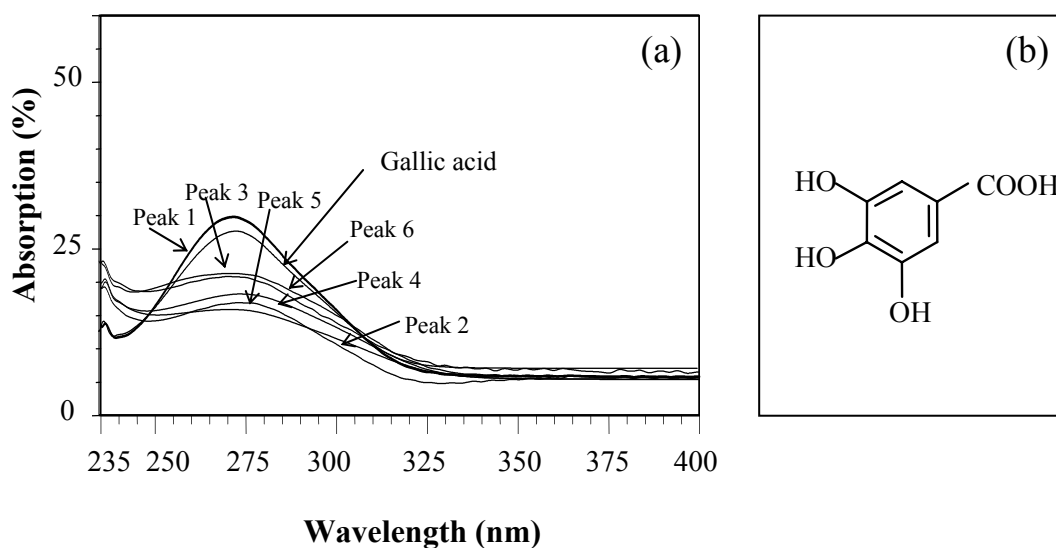 (a)
50
25
0
Absorption (%)
Gallic acid
Peak 3
Peak 5
Peak 1
Peak 6
Peak 4
Peak 2
235 250 275 300 325 350 375 400
Wavelength (nm)
(b)
HO
COOH
HO
OH